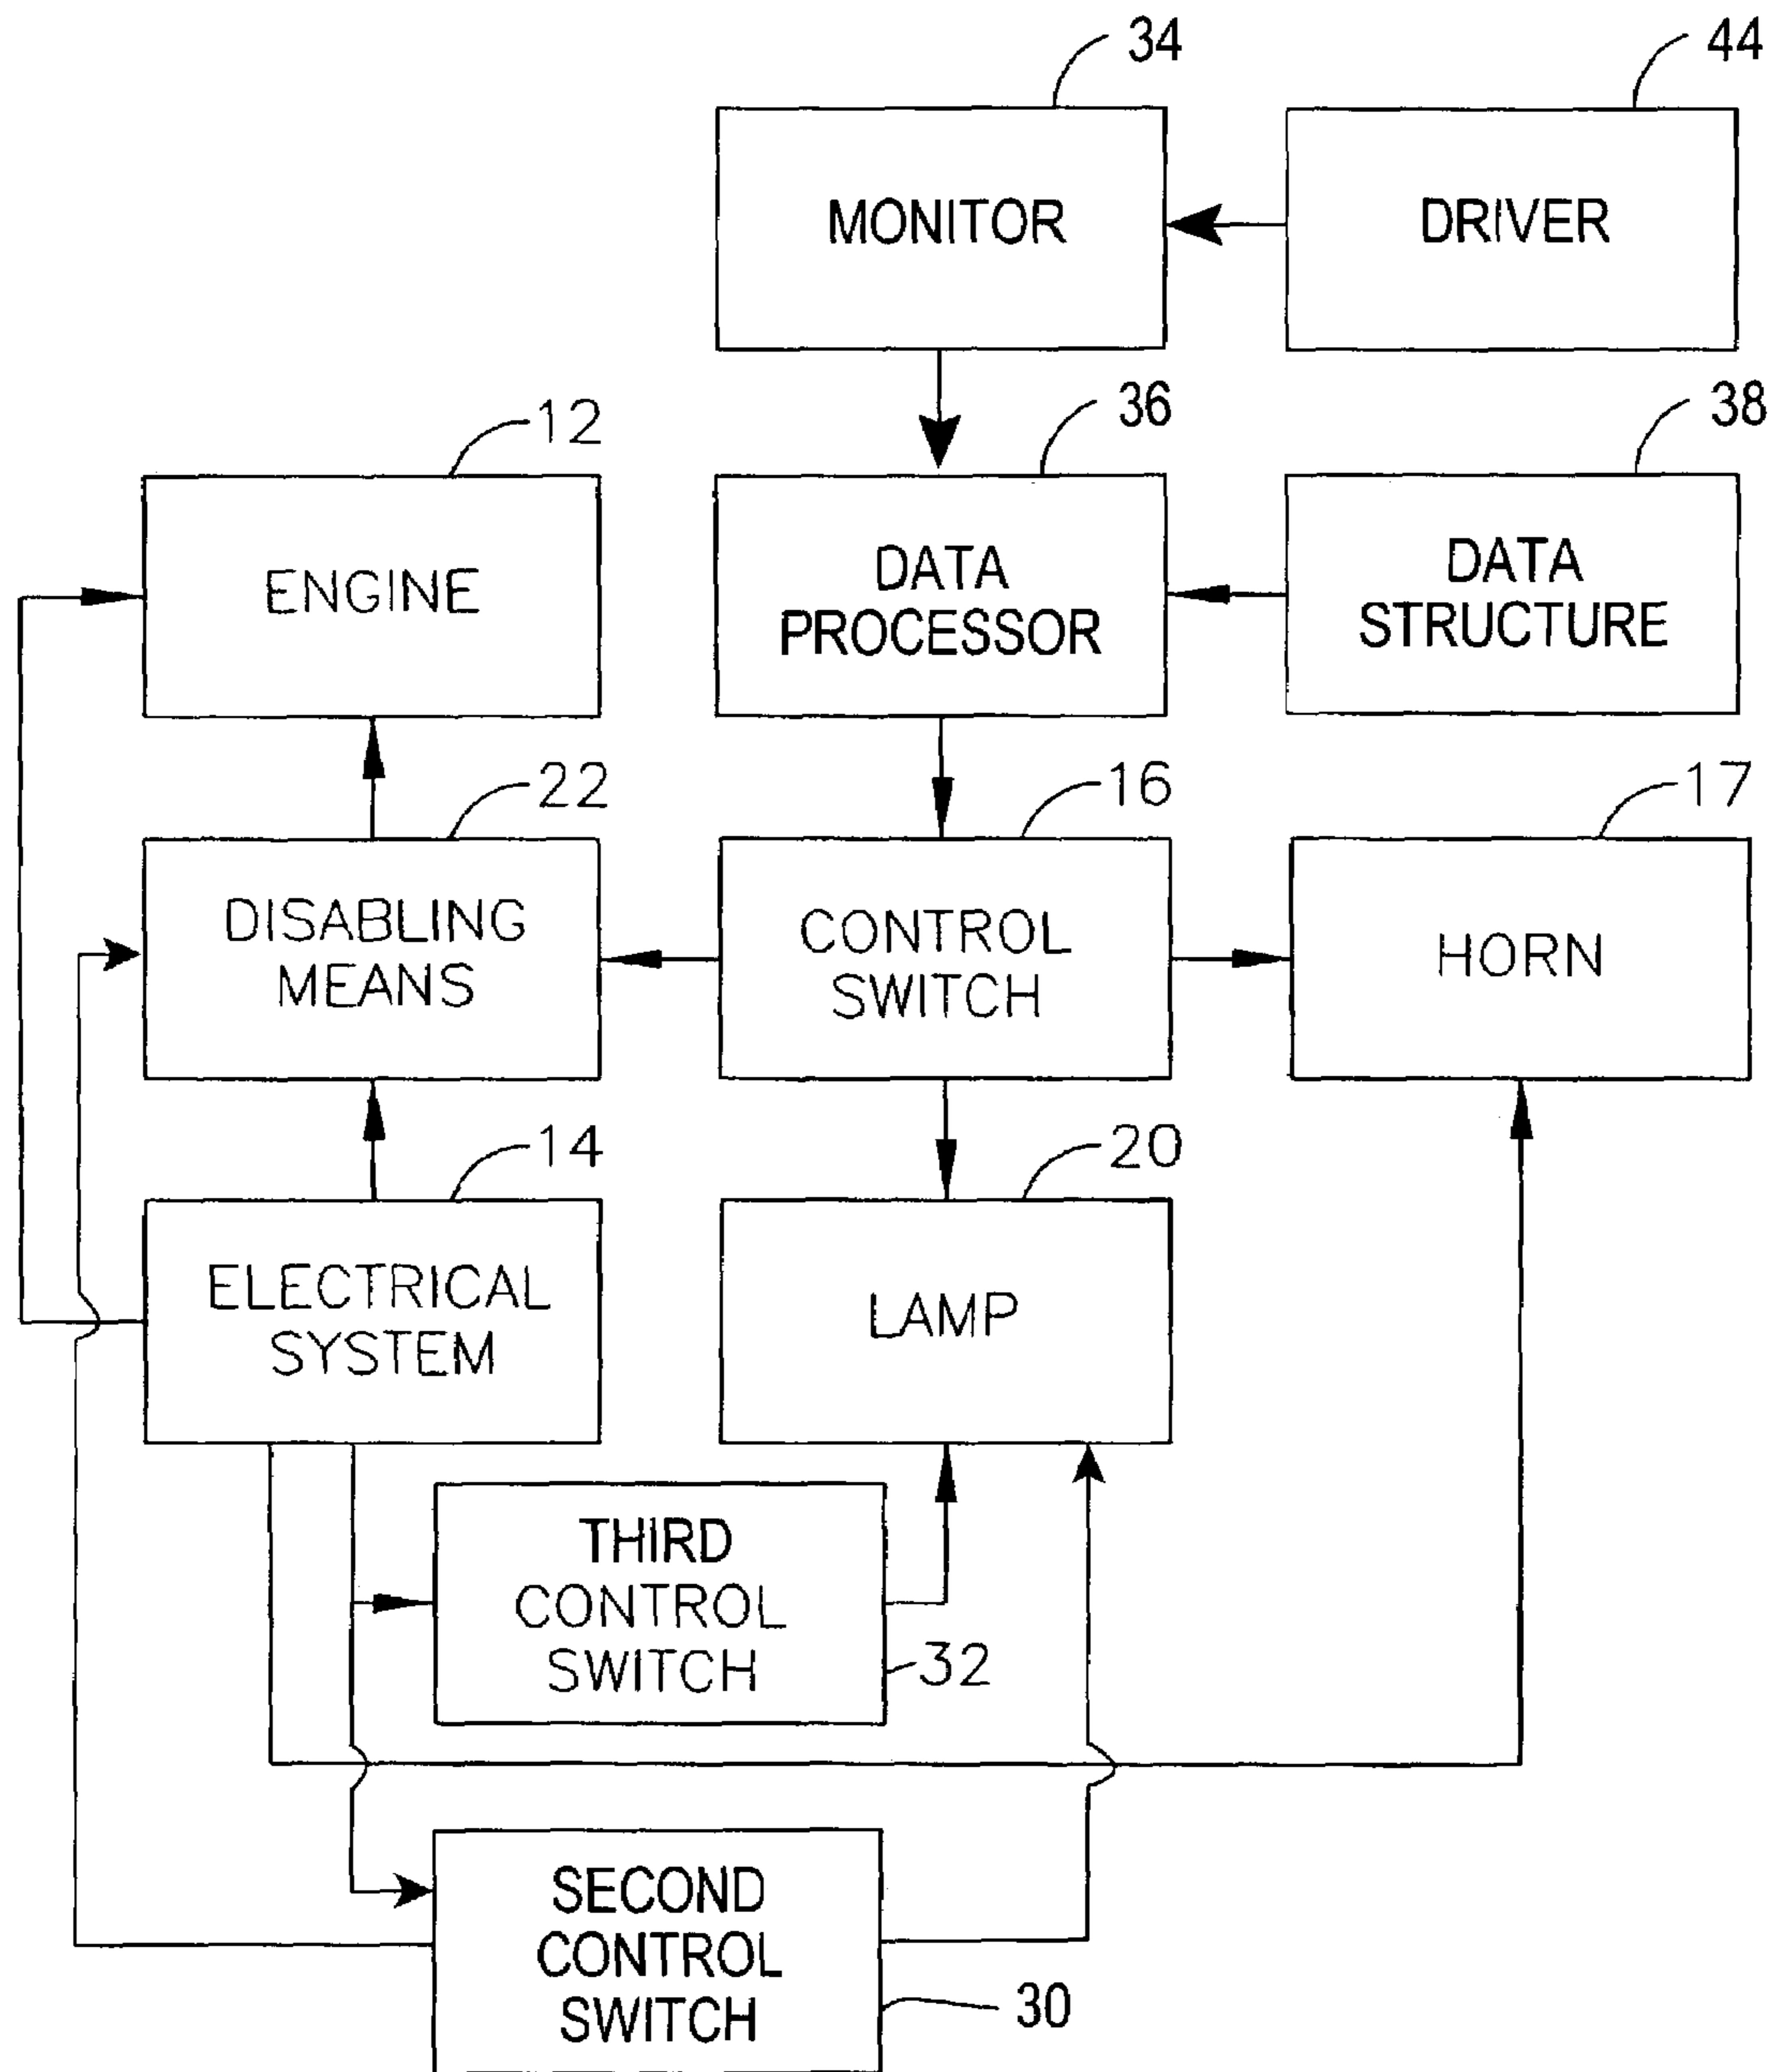 34
44
MONITOR
DRIVER
12
36
38
ENGINE
DATA
PROCESSOR
DATA
STRUCTURE
22
16
17
DISABLING
MEANS
CONTROL
SWITCH
HORN
14
20
ELECTRICAL
SYSTEM
LAMP
THIRD
CONTROL
SWITCH
32
SECOND
CONTROL
SWITCH
30